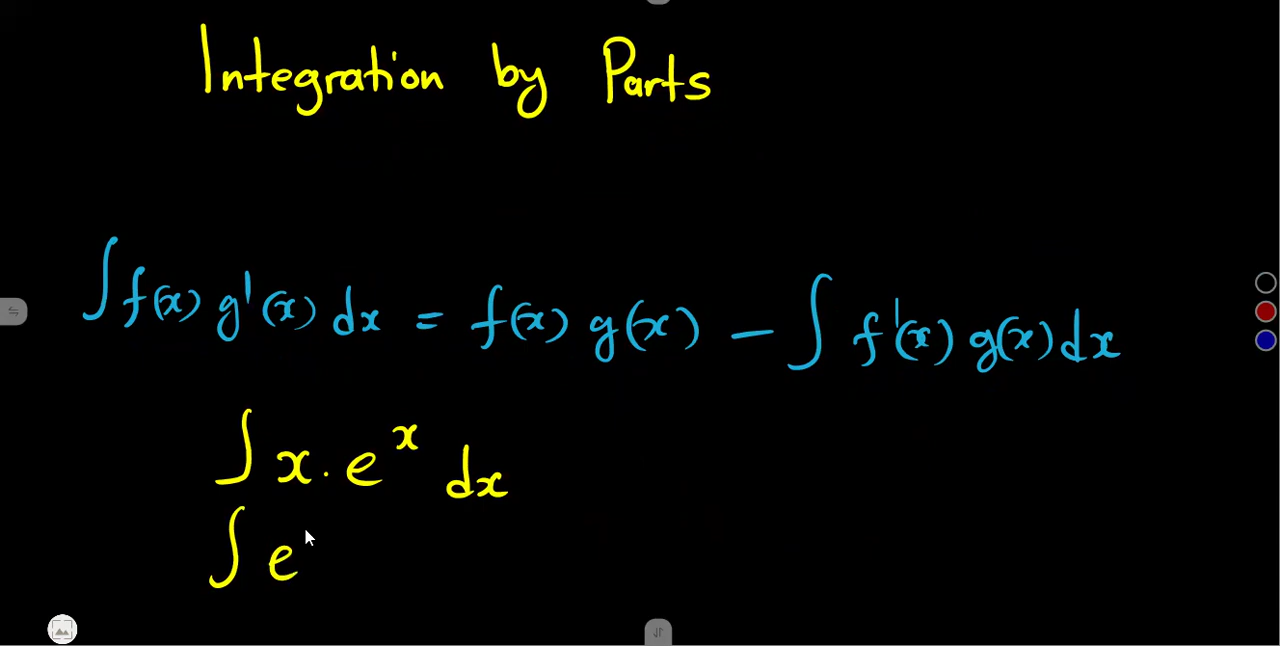 Integration by Parts
∫f(x) g'(x) dx = f(x) g(x) − ∫ f'(x) g(x) dx
∫ x · e^x dx
∫ e